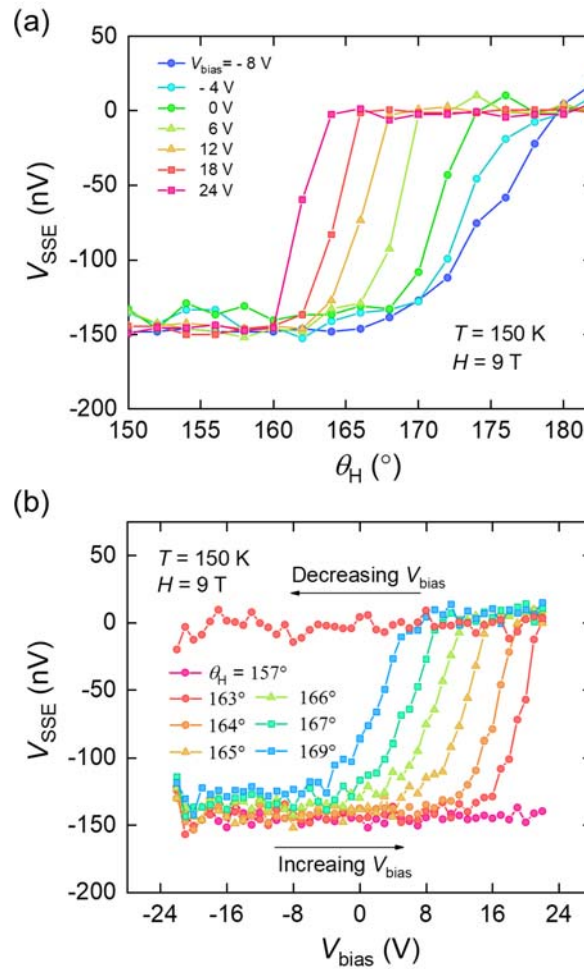 (a)
50
0
-50
-100
-150
-200
V_SSE (nV)
V_bias = - 8 V
- 4 V
0 V
6 V
12 V
18 V
24 V
T = 150 K
H = 9 T
150 155 160 165 170 175 180
θ_H (°)
(b)
50
0
-50
-100
-150
-200
V_SSE (nV)
T = 150 K
H = 9 T
Decreasing V_bias
θ_H = 157°
163° 166°
164° 167°
165° 169°
Increaing V_bias
-24 -16 -8 0 8 16 24
V_bias (V)